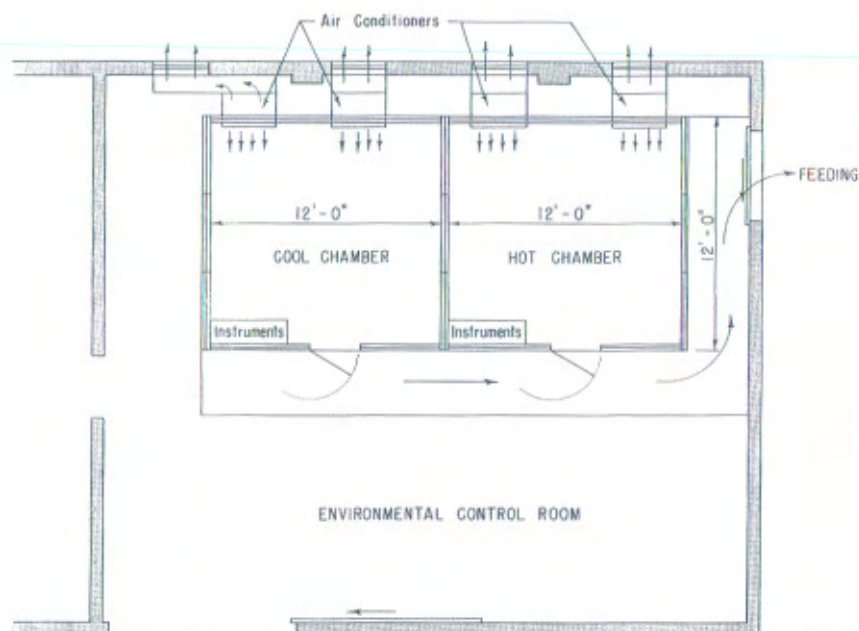 Air Conditioners
FEEDING
12'-0"
12'-0"
12'-0"
COOL CHAMBER
HOT CHAMBER
Instruments
Instruments
ENVIRONMENTAL CONTROL ROOM